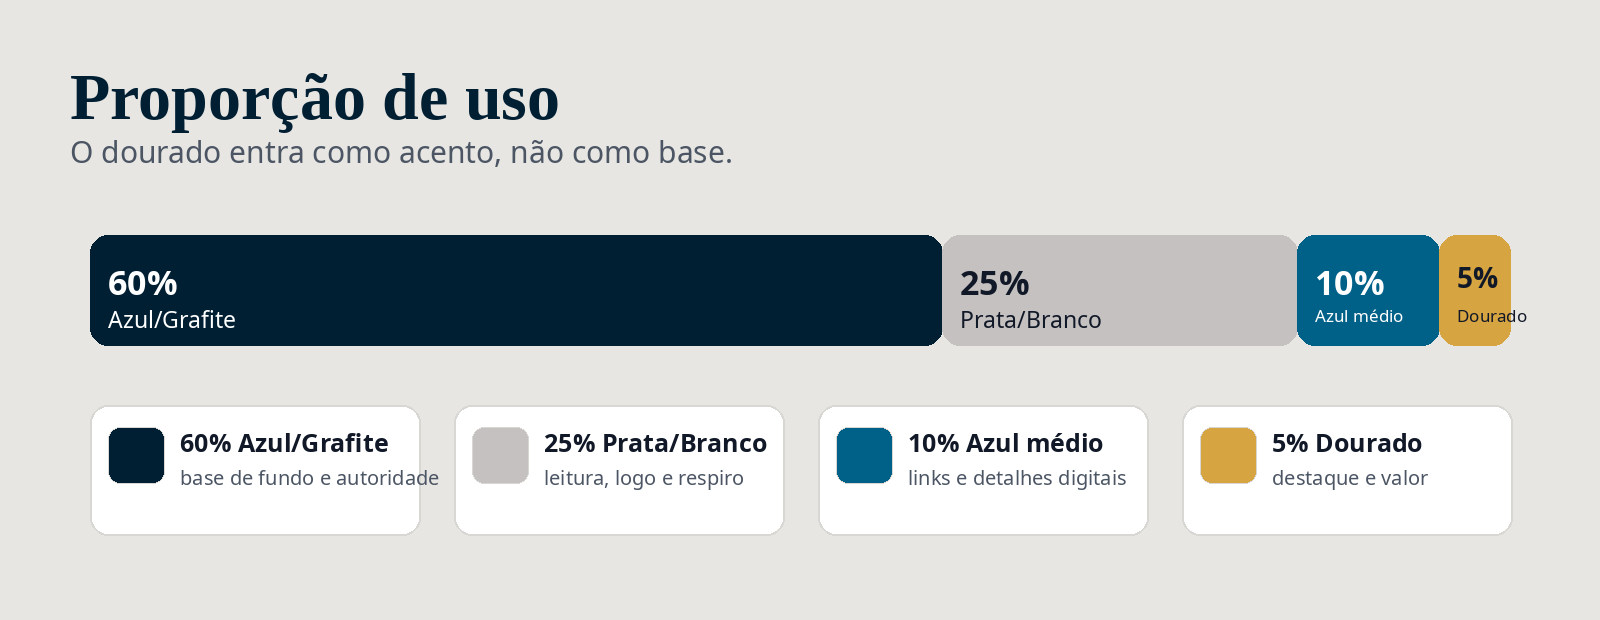 Proporção de uso
O dourado entra como acento, não como base.
60%
Azul/Grafite
25%
Prata/Branco
10%
Azul médio
5%
Dourado
60% Azul/Grafite
base de fundo e autoridade
25% Prata/Branco
leitura, logo e respiro
10% Azul médio
links e detalhes digitais
5% Dourado
destaque e valor